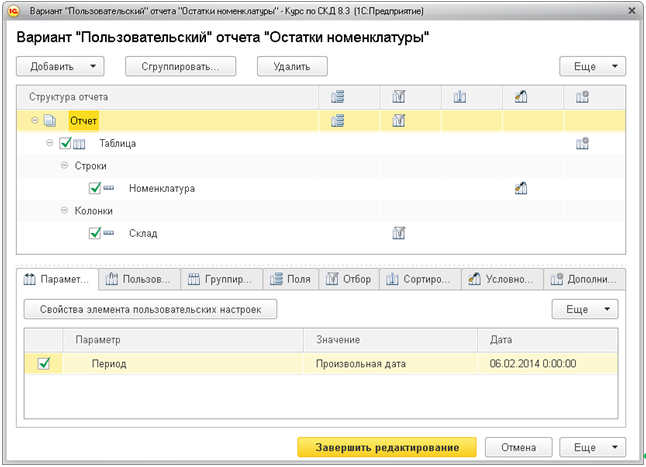 Вариант "Пользовательский" отчета "Остатки номенклатуры" - Курс по СКД 8.3 (1С:Предприятие)
Вариант "Пользовательский" отчета "Остатки номенклатуры"
Добавить Сгруппировать... Удалить Еще
Структура отчета
Отчет
Таблица
Строки
Номенклатура
Колонки
Склад
Парамет... Пользов... Группир... Поля Отбор Сортиро... Условно... Дополни...
Свойства элемента пользовательских настроек Еще
Параметр Значение Дата
Период Произвольная дата 06.02.2014 0:00:00
Завершить редактирование Отмена Еще